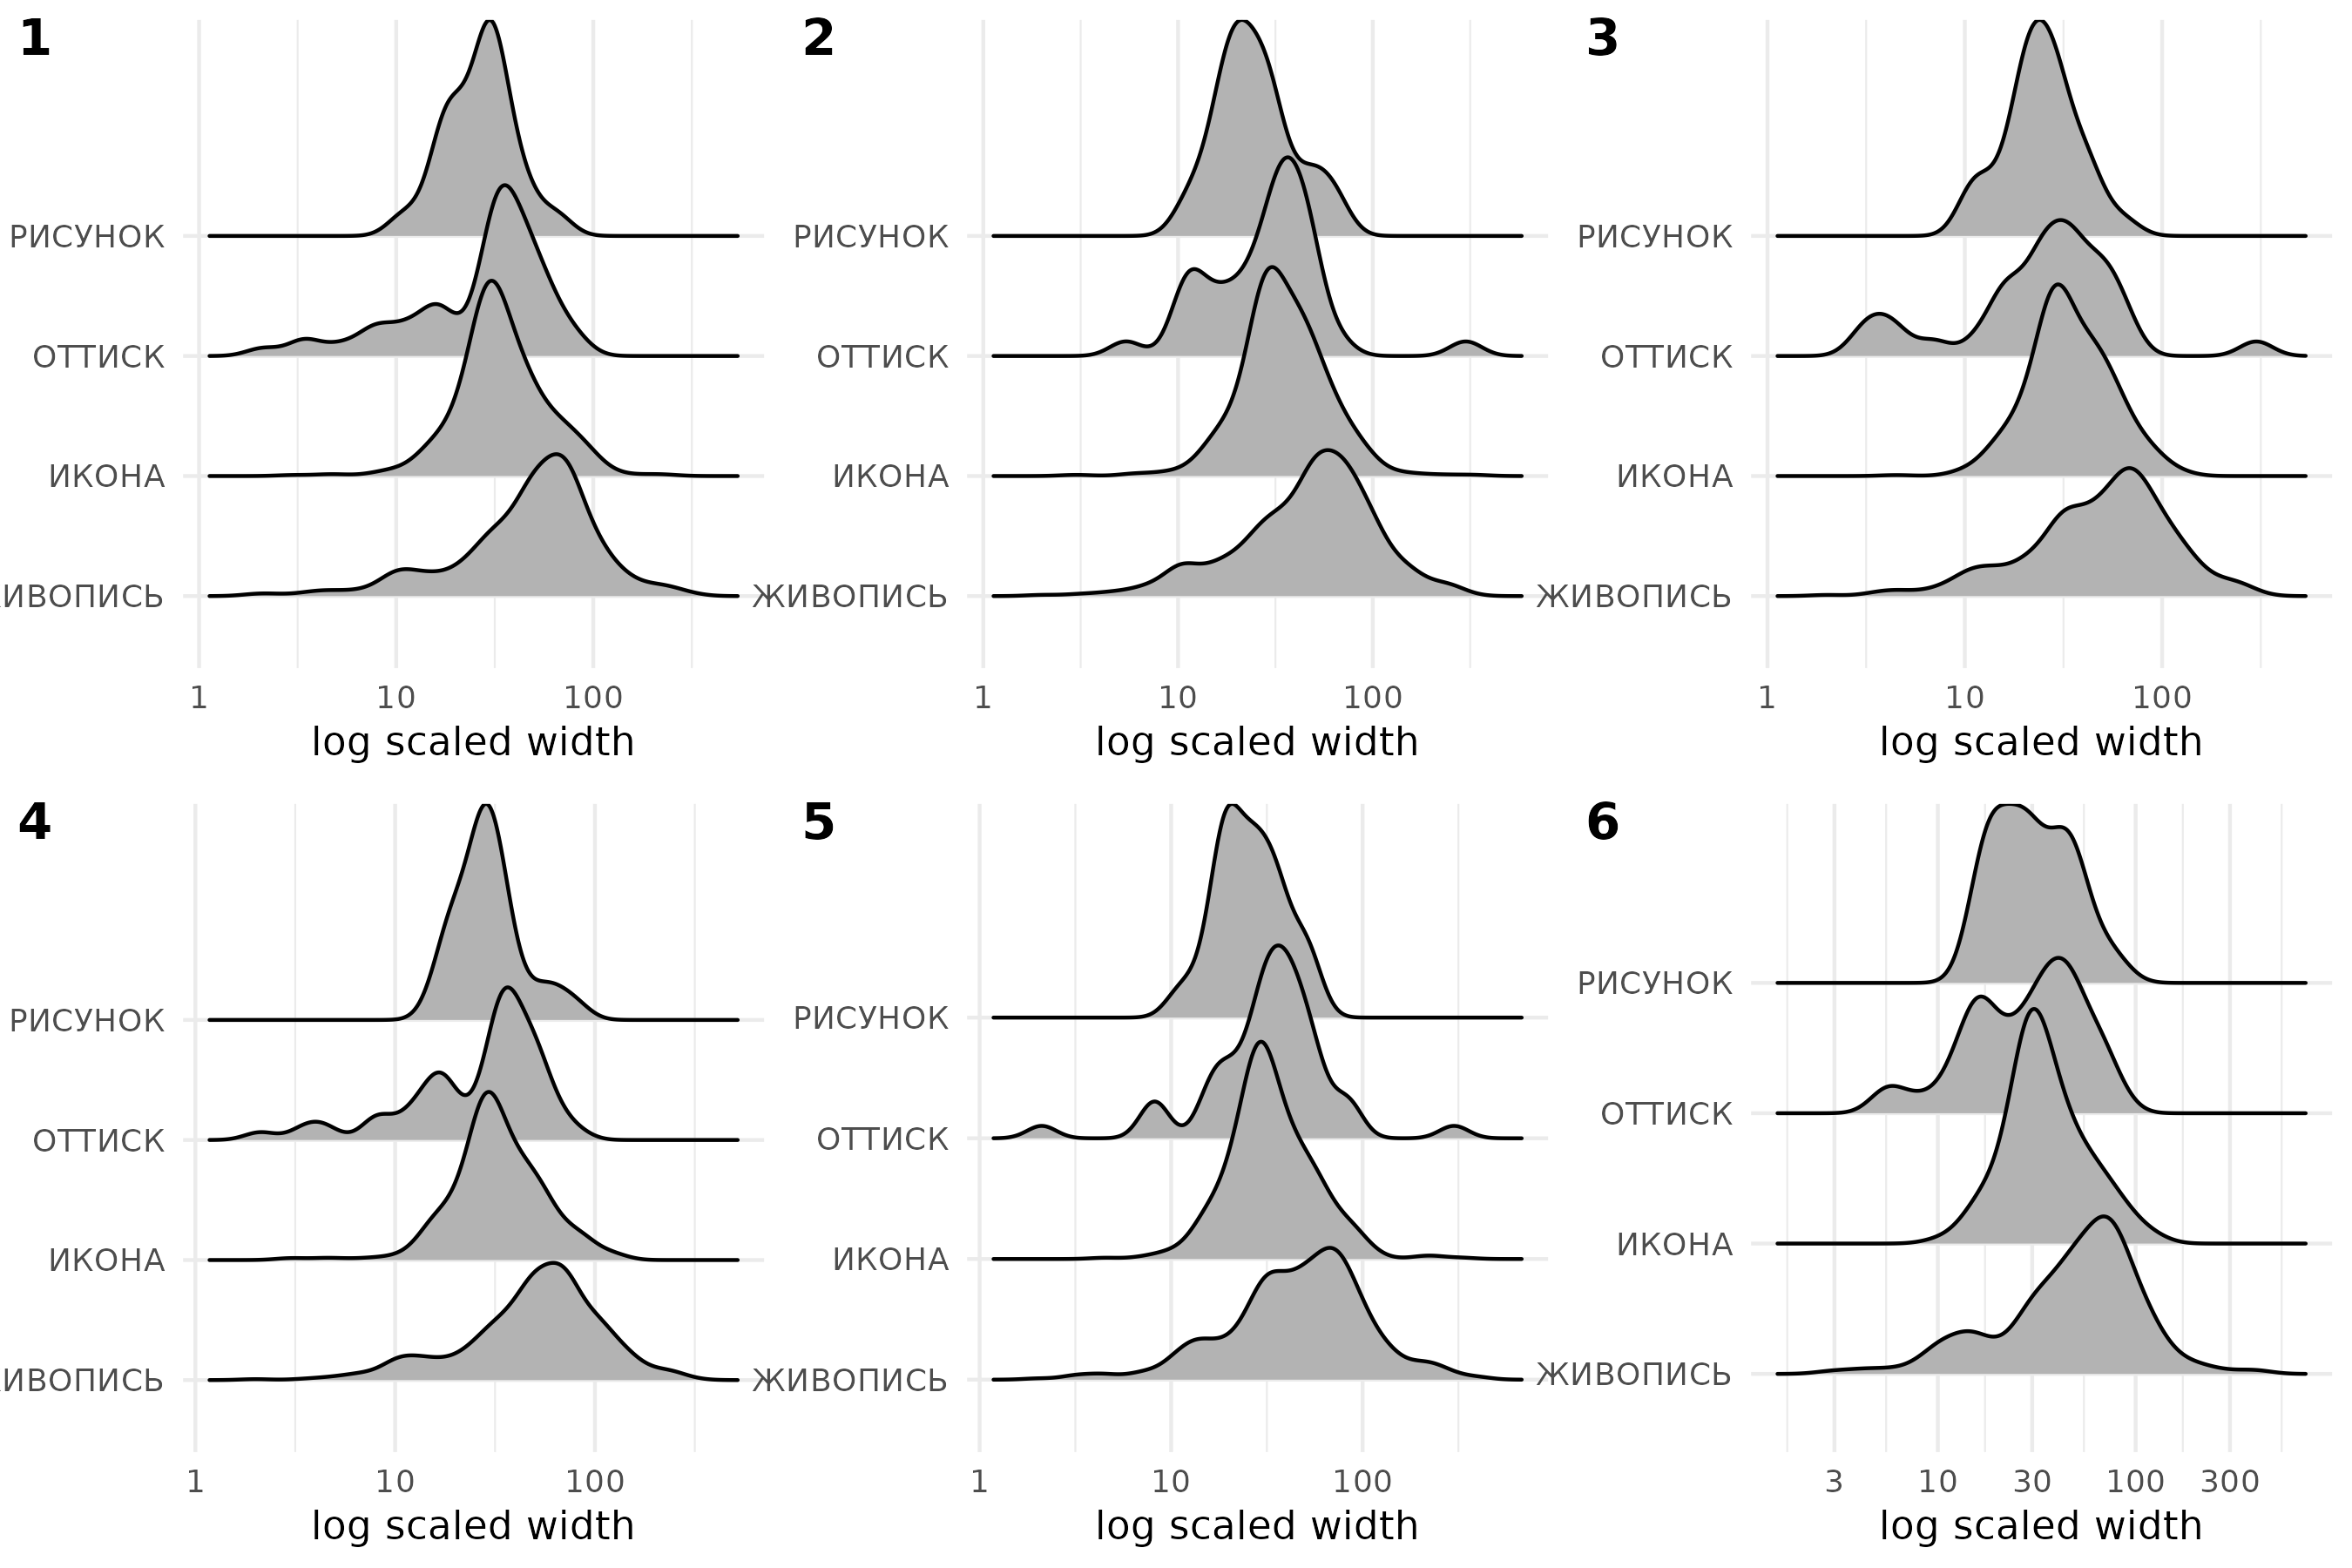 1
РИСУНОК
ОТТИСК
ИКОНА
ИВОПИСЬ
1 10 100
log scaled width
2
РИСУНОК
ОТТИСК
ИКОНА
ЖИВОПИСЬ
1 10 100
log scaled width
3
РИСУНОК
ОТТИСК
ИКОНА
ЖИВОПИСЬ
1 10 100
log scaled width
4
РИСУНОК
ОТТИСК
ИКОНА
ИВОПИСЬ
1 10 100
log scaled width
5
РИСУНОК
ОТТИСК
ИКОНА
ЖИВОПИСЬ
1 10 100
log scaled width
6
РИСУНОК
ОТТИСК
ИКОНА
ЖИВОПИСЬ
3 10 30 100 300
log scaled width